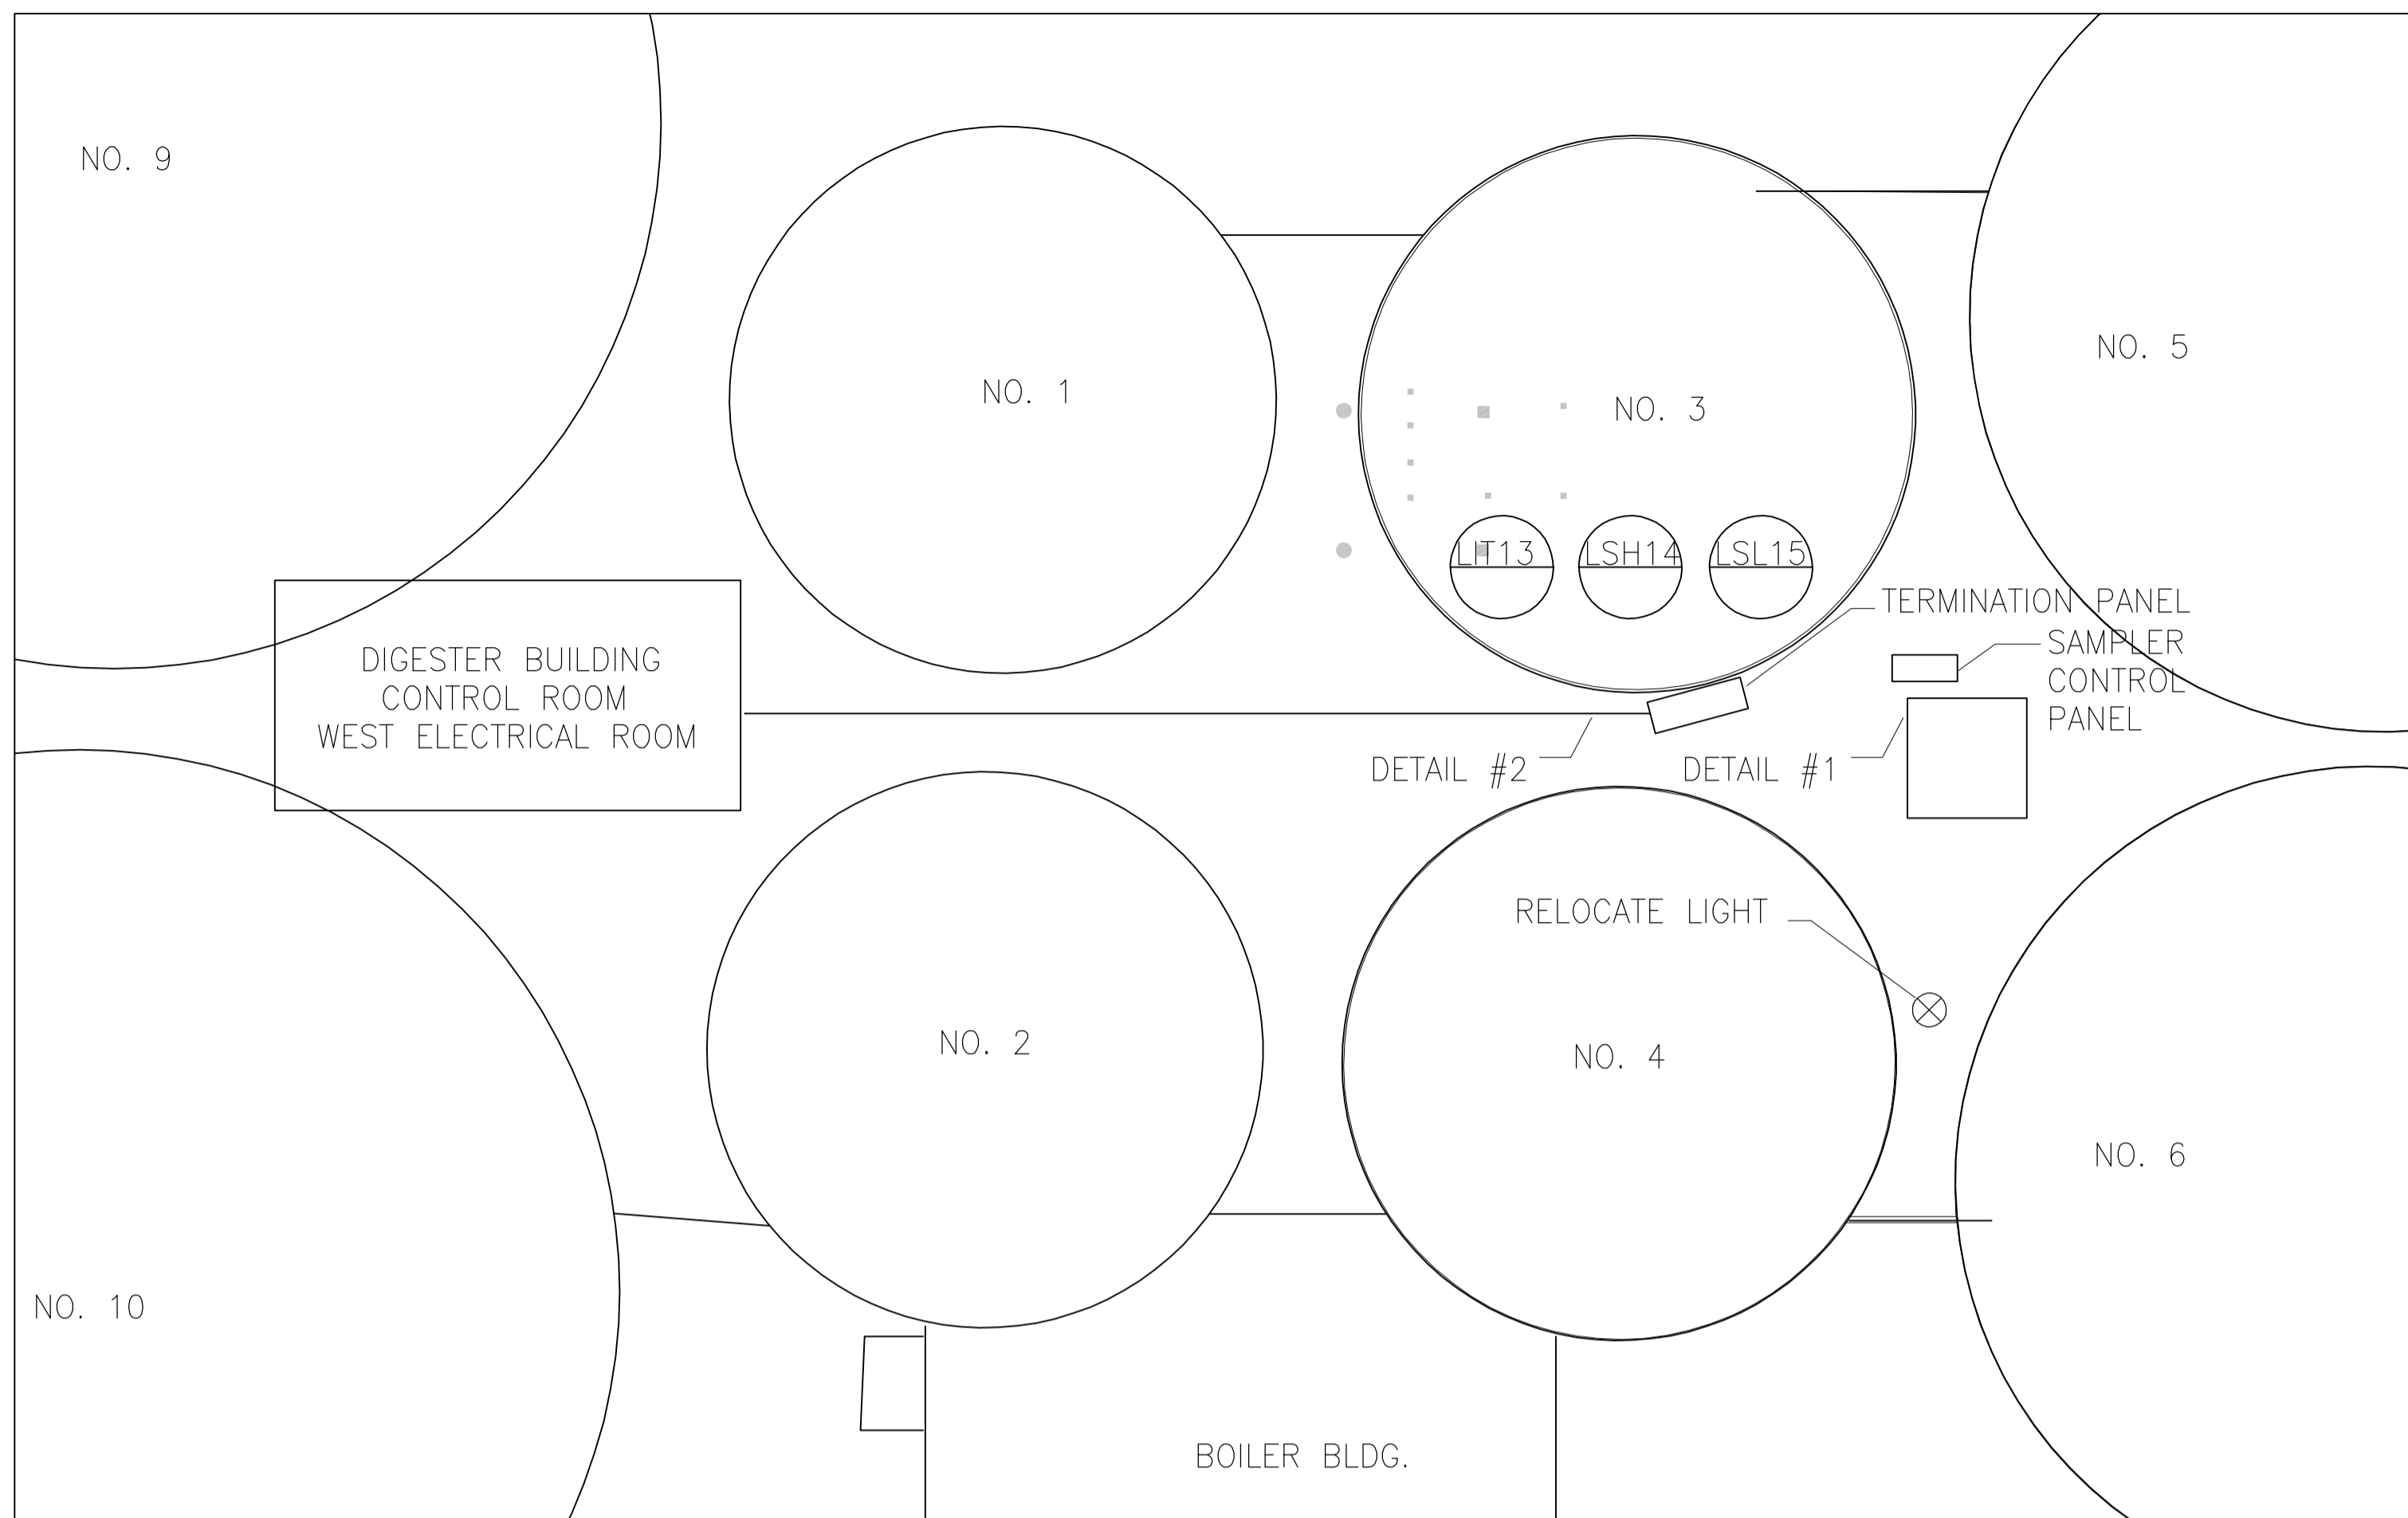 NO. 9
NO. 1
NO. 3
NO. 5
LIT13
LSH14
LSL15
TERMINATION PANEL
SAMPLER
CONTROL
PANEL
DIGESTER BUILDING
CONTROL ROOM
WEST ELECTRICAL ROOM
DETAIL #2
DETAIL #1
RELOCATE LIGHT
NO. 2
NO. 4
NO. 6
NO. 10
BOILER BLDG.